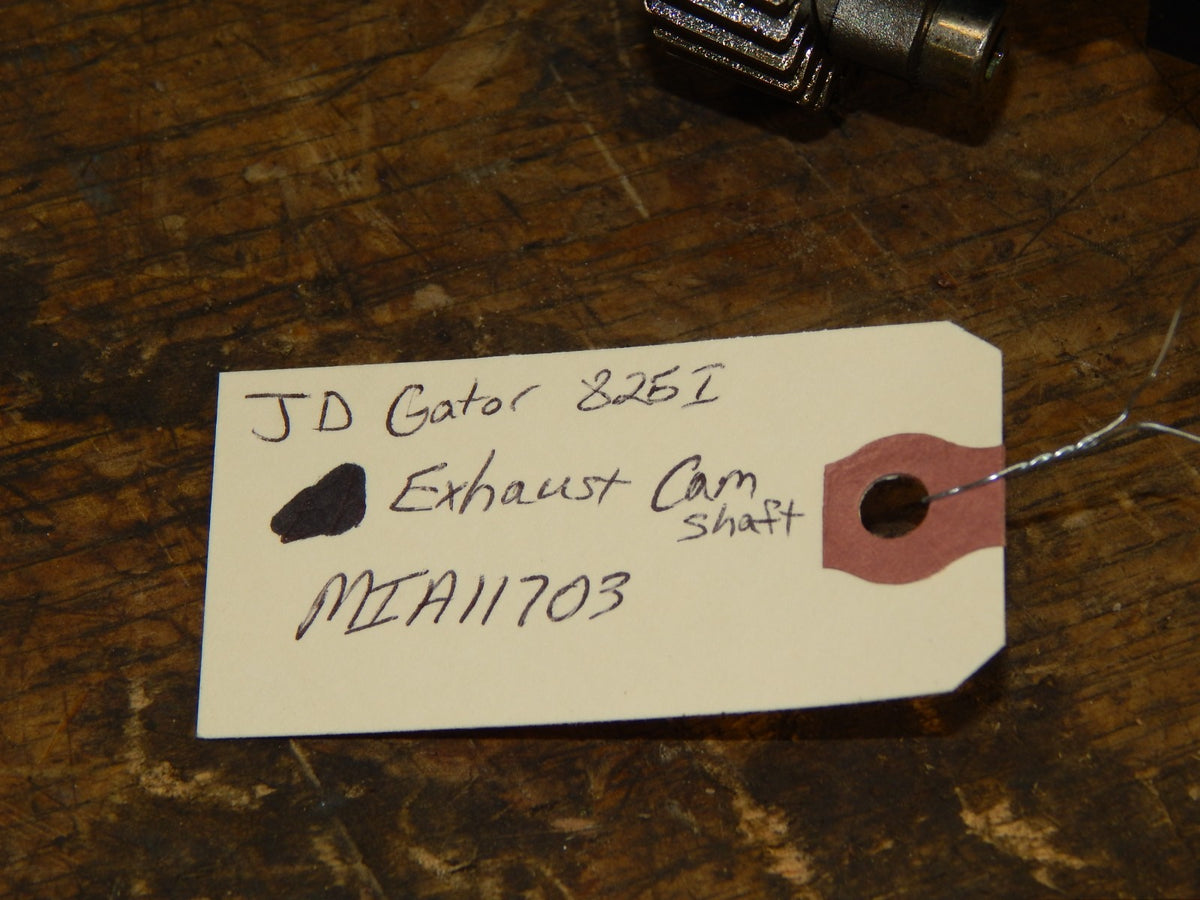 JD Gator 825I
Exhaust Cam
shaft
MIA11703